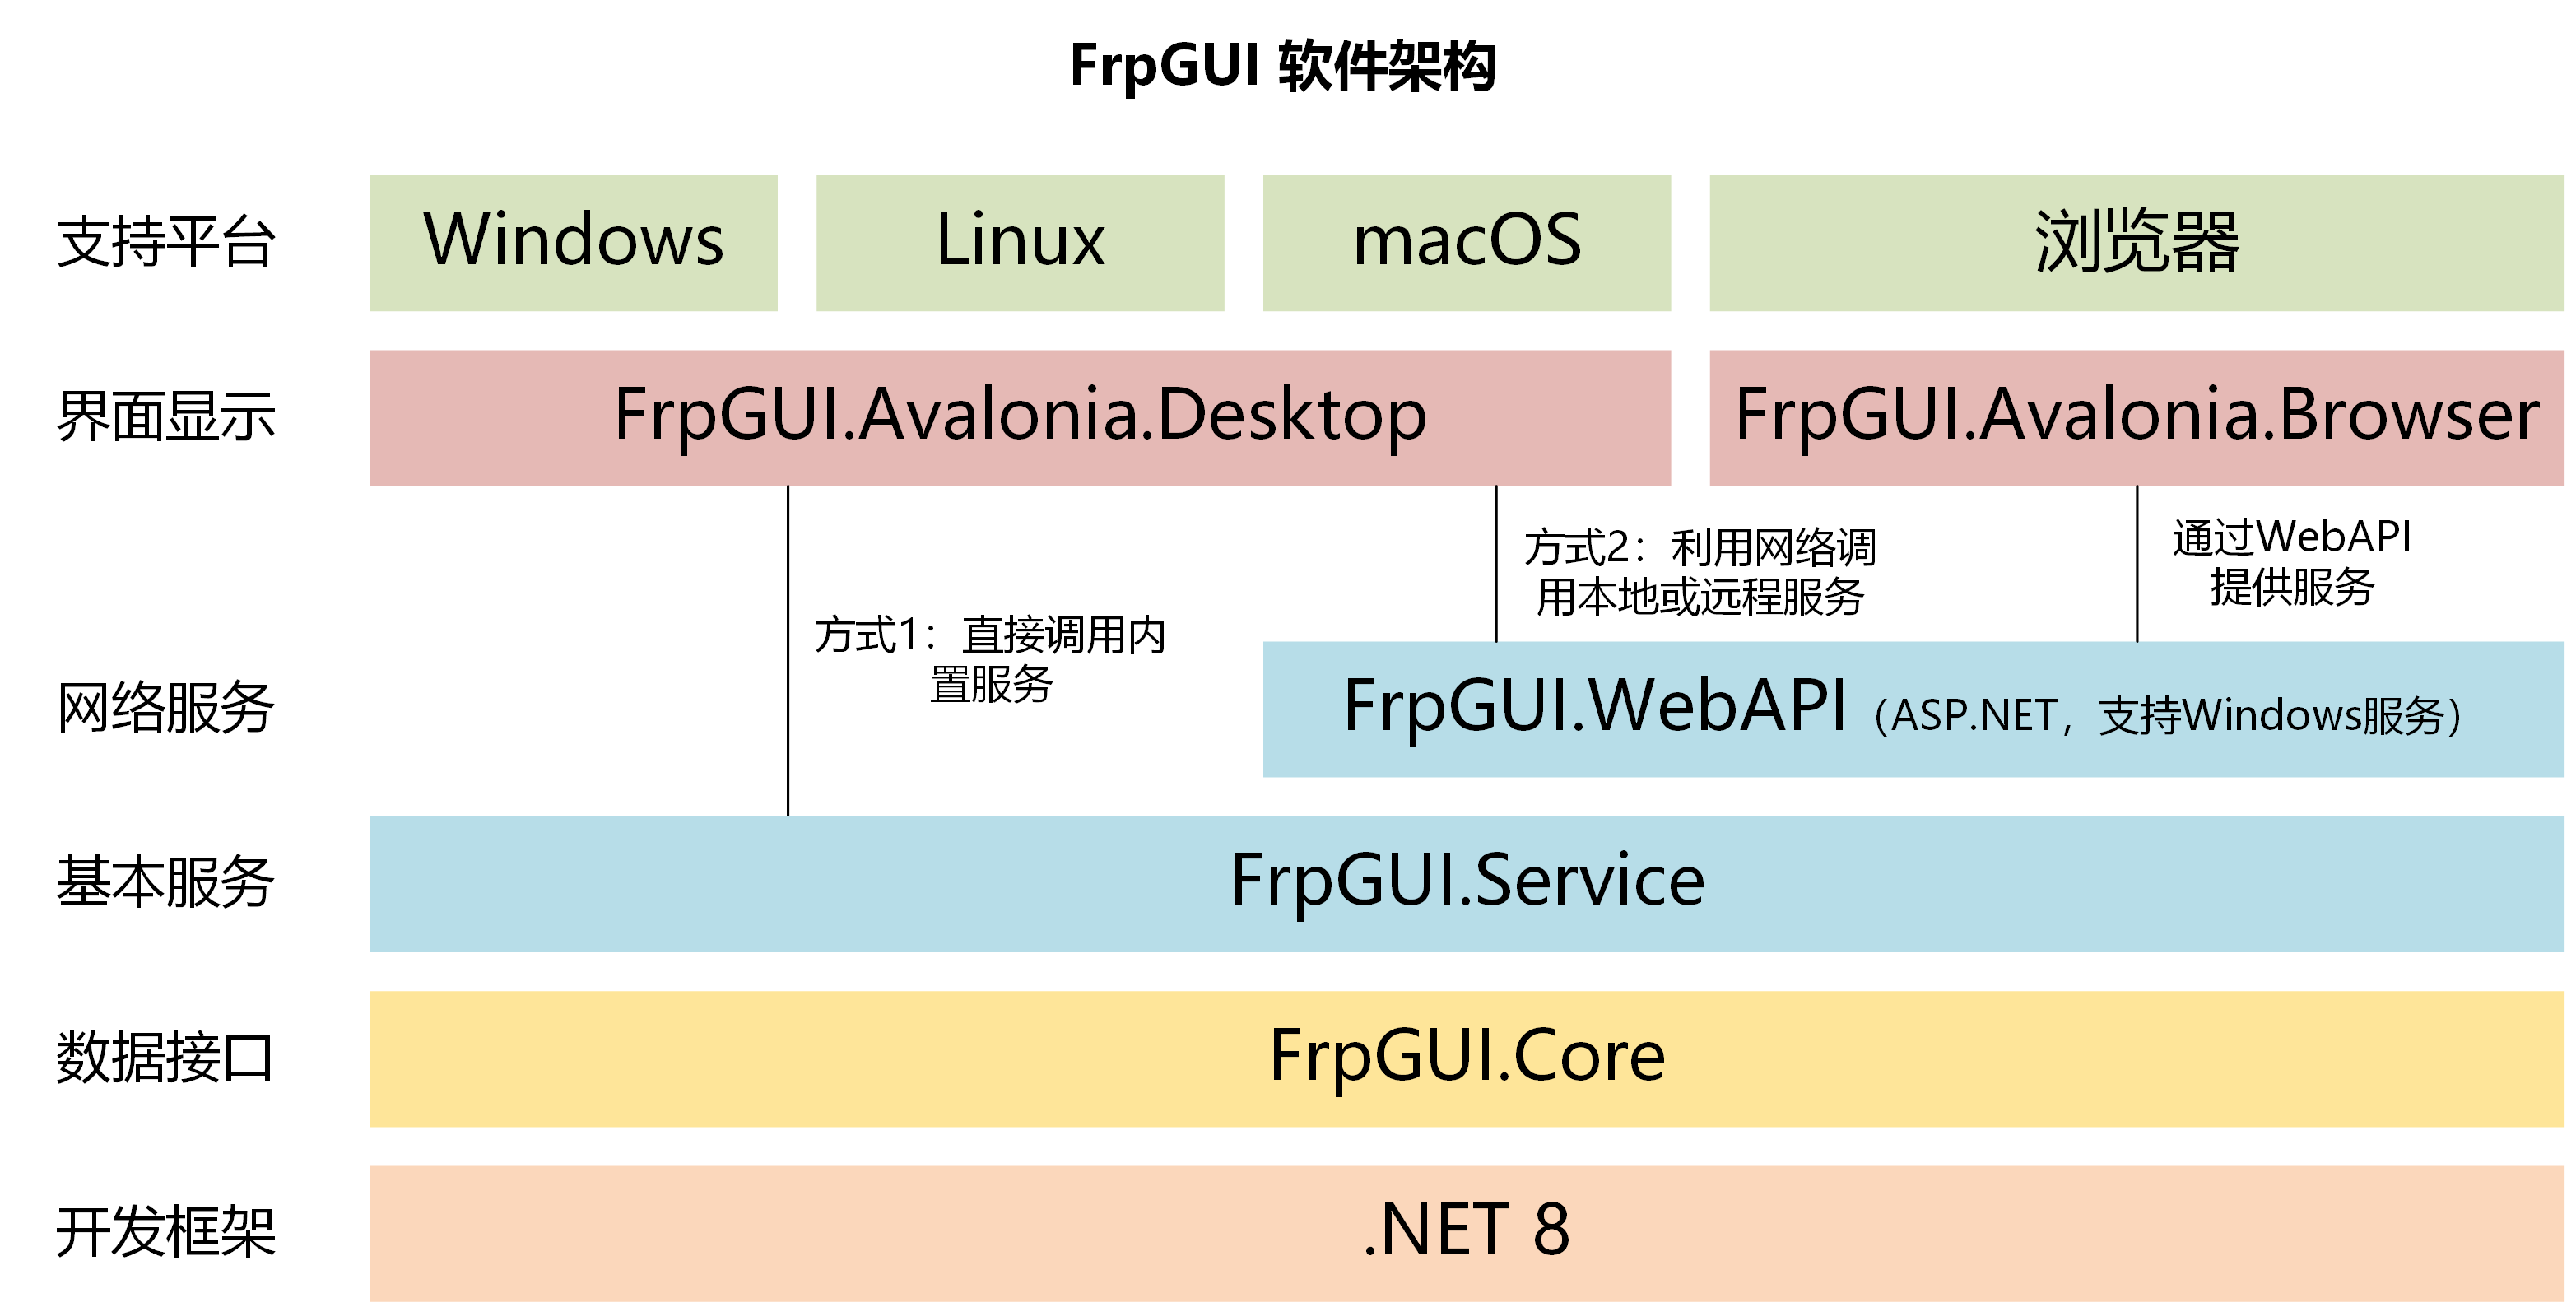 FrpGUI 软件架构
支持平台
Windows
Linux
macOS
浏览器
界面显示
FrpGUI.Avalonia.Desktop
FrpGUI.Avalonia.Browser
方式1：直接调用内
置服务
方式2：利用网络调
用本地或远程服务
通过WebAPI
提供服务
网络服务
FrpGUI.WebAPI（ASP.NET，支持Windows服务）
基本服务
FrpGUI.Service
数据接口
FrpGUI.Core
开发框架
.NET 8